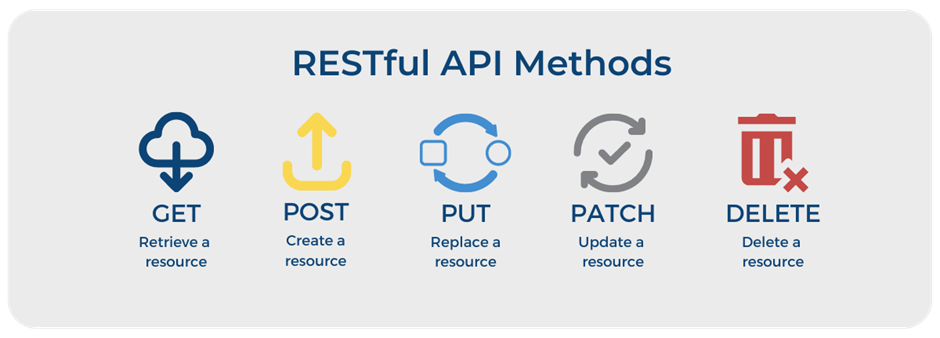 RESTful API Methods
GET
Retrieve a
resource
POST
Create a
resource
PUT
Replace a
resource
PATCH
Update a
resource
DELETE
Delete a
resource